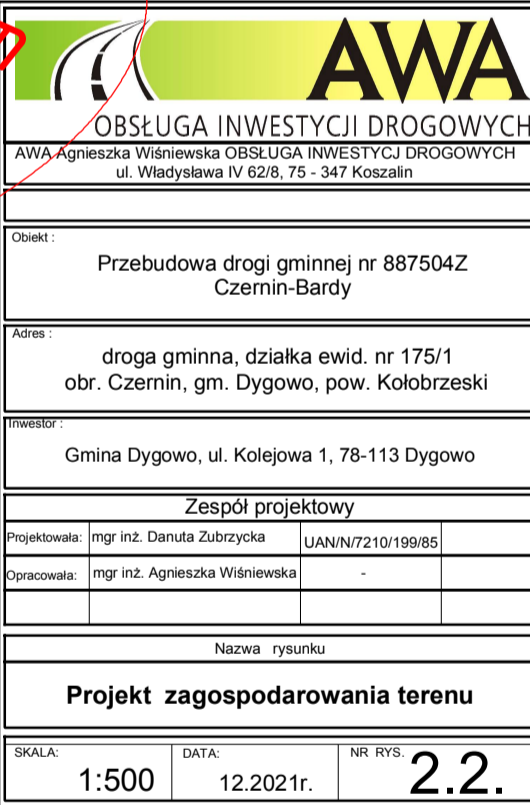 AWA
OBSŁUGA INWESTYCJI DROGOWYCH
AWA Agnieszka Wiśniewska OBSŁUGA INWESTYCJ DROGOWYCH
ul. Władysława IV 62/8, 75 - 347 Koszalin
Obiekt :
Przebudowa drogi gminnej nr 887504Z
Czernin-Bardy
Adres :
droga gminna, działka ewid. nr 175/1
obr. Czernin, gm. Dygowo, pow. Kołobrzeski
Inwestor :
Gmina Dygowo, ul. Kolejowa 1, 78-113 Dygowo
Zespół projektowy
Projektowała: mgr inż. Danuta Zubrzycka UAN/N/7210/199/85
Opracowała: mgr inż. Agnieszka Wiśniewska -
Nazwa rysunku
Projekt zagospodarowania terenu
SKALA: DATA: NR RYS.
1:500 12.2021r. 2.2.